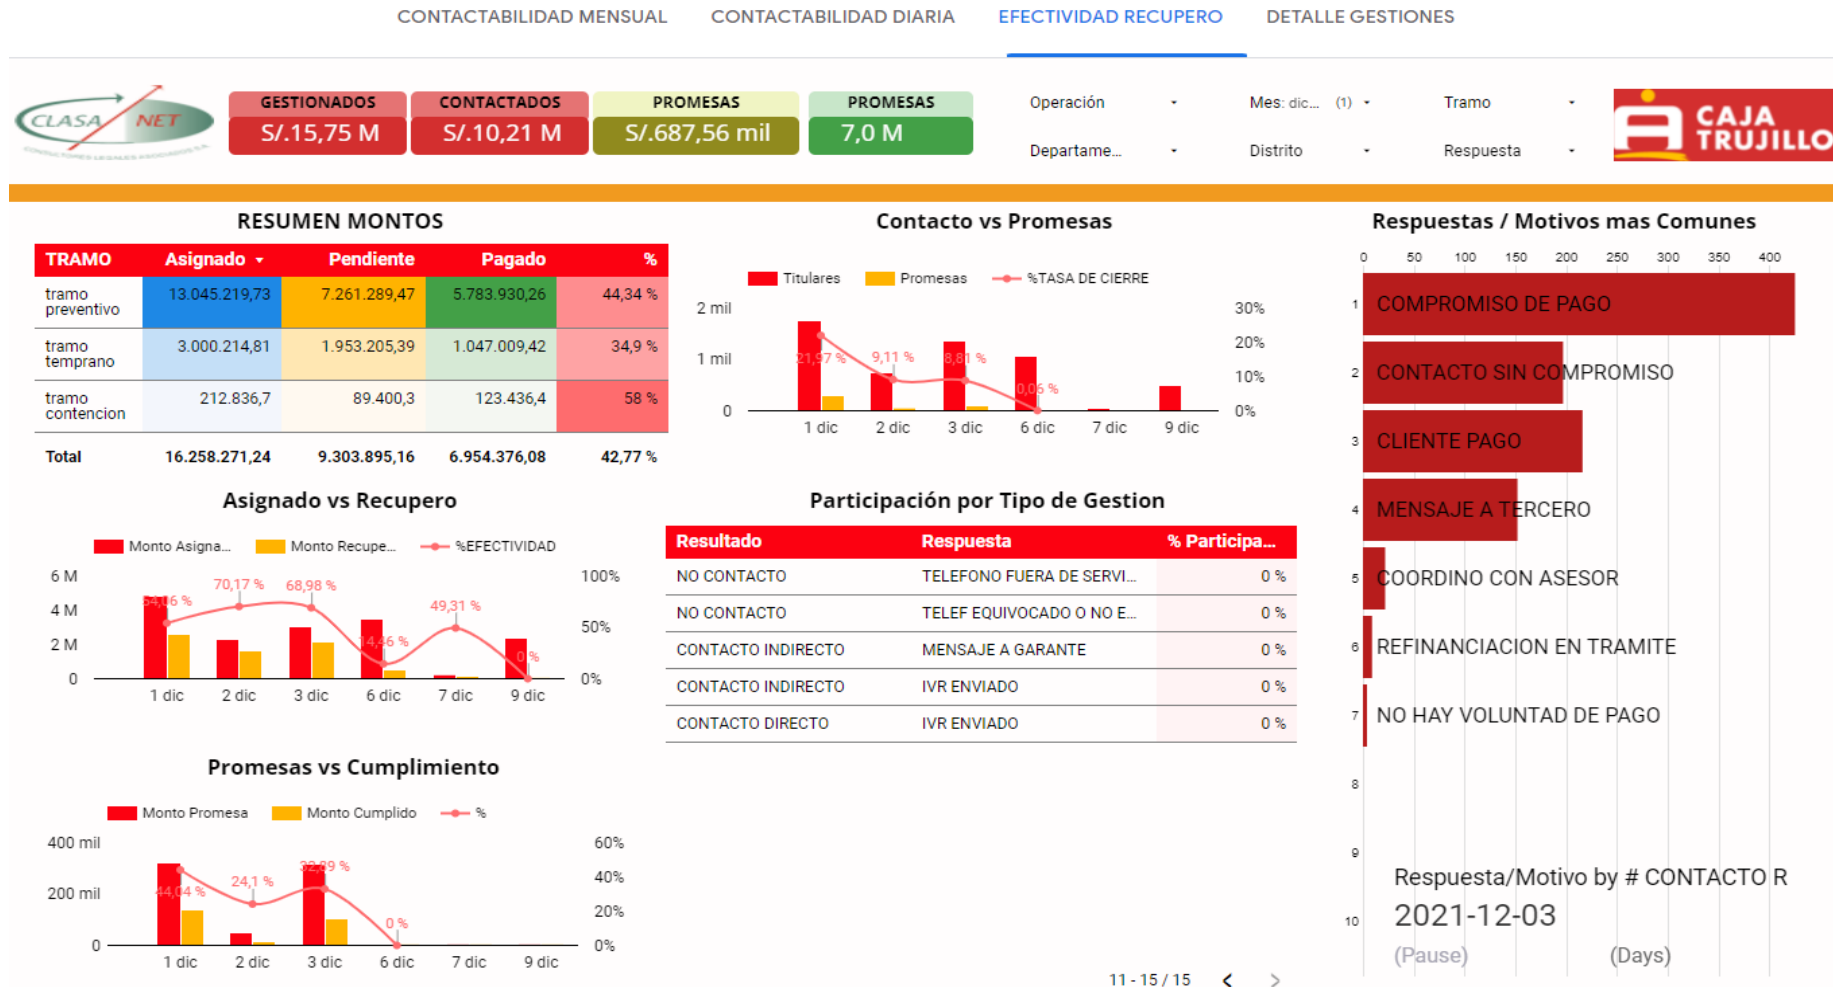 CONTACTABILIDAD MENSUAL CONTACTABILIDAD DIARIA EFECTIVIDAD RECUPERO DETALLE GESTIONES
CLASA NET
GESTIONADOS
S/.15,75 M
CONTACTADOS
S/.10,21 M
PROMESAS
S/.687,56 mil
PROMESAS
7,0 M
Operación Mes: dic... (1) Tramo
Departame... Distrito Respuesta
CAJA
TRUJILLO
RESUMEN MONTOS
TRAMO Asignado Pendiente Pagado %
tramo preventivo 13.045.219,73 7.261.289,47 5.783.930,26 44,34 %
tramo temprano 3.000.214,81 1.953.205,39 1.047.009,42 34,9 %
tramo contencion 212.836,7 89.400,3 123.436,4 58 %
Total 16.258.271,24 9.303.895,16 6.954.376,08 42,77 %
Contacto vs Promesas
Titulares Promesas %TASA DE CIERRE
2 mil 30%
20%
1 mil 21,97 % 9,11 % 8,81 %
10%
0,06 %
0 0%
1 dic 2 dic 3 dic 6 dic 7 dic 9 dic
Asignado vs Recupero
Monto Asigna... Monto Recupe... %EFECTIVIDAD
6 M 100%
54,06 % 70,17 % 68,98 % 49,31 %
4 M
50%
2 M 14,46 %
0 %
0 0%
1 dic 2 dic 3 dic 6 dic 7 dic 9 dic
Participación por Tipo de Gestion
Resultado Respuesta % Participa...
NO CONTACTO TELEFONO FUERA DE SERVI... 0 %
NO CONTACTO TELEF EQUIVOCADO O NO E... 0 %
CONTACTO INDIRECTO MENSAJE A GARANTE 0 %
CONTACTO INDIRECTO IVR ENVIADO 0 %
CONTACTO DIRECTO IVR ENVIADO 0 %
11 - 15 / 15
Promesas vs Cumplimiento
Monto Promesa Monto Cumplido %
400 mil 60%
32,89 %
40%
44,04 % 24,1 %
200 mil
20%
0 %
0 0%
1 dic 2 dic 3 dic 6 dic 7 dic 9 dic
Respuestas / Motivos mas Comunes
0 50 100 150 200 250 300 350 400
1 COMPROMISO DE PAGO
2 CONTACTO SIN COMPROMISO
3 CLIENTE PAGO
4 MENSAJE A TERCERO
5 COORDINO CON ASESOR
6 REFINANCIACION EN TRAMITE
7 NO HAY VOLUNTAD DE PAGO
8
9
10
Respuesta/Motivo by # CONTACTO R
2021-12-03
(Pause) (Days)